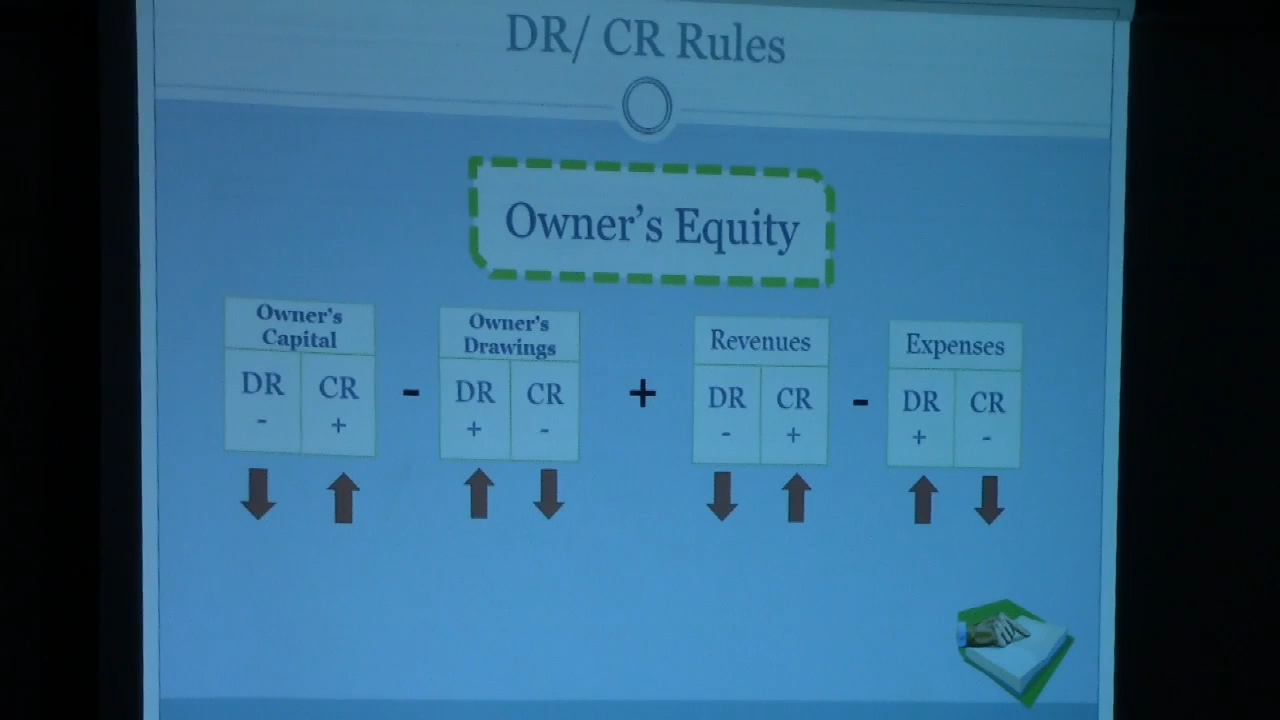 DR/ CR Rules
Owner's Equity
Owner's
Capital
DR CR
- +
-
Owner's
Drawings
DR CR
+ -
+
Revenues
DR CR
- +
-
Expenses
DR CR
+ -